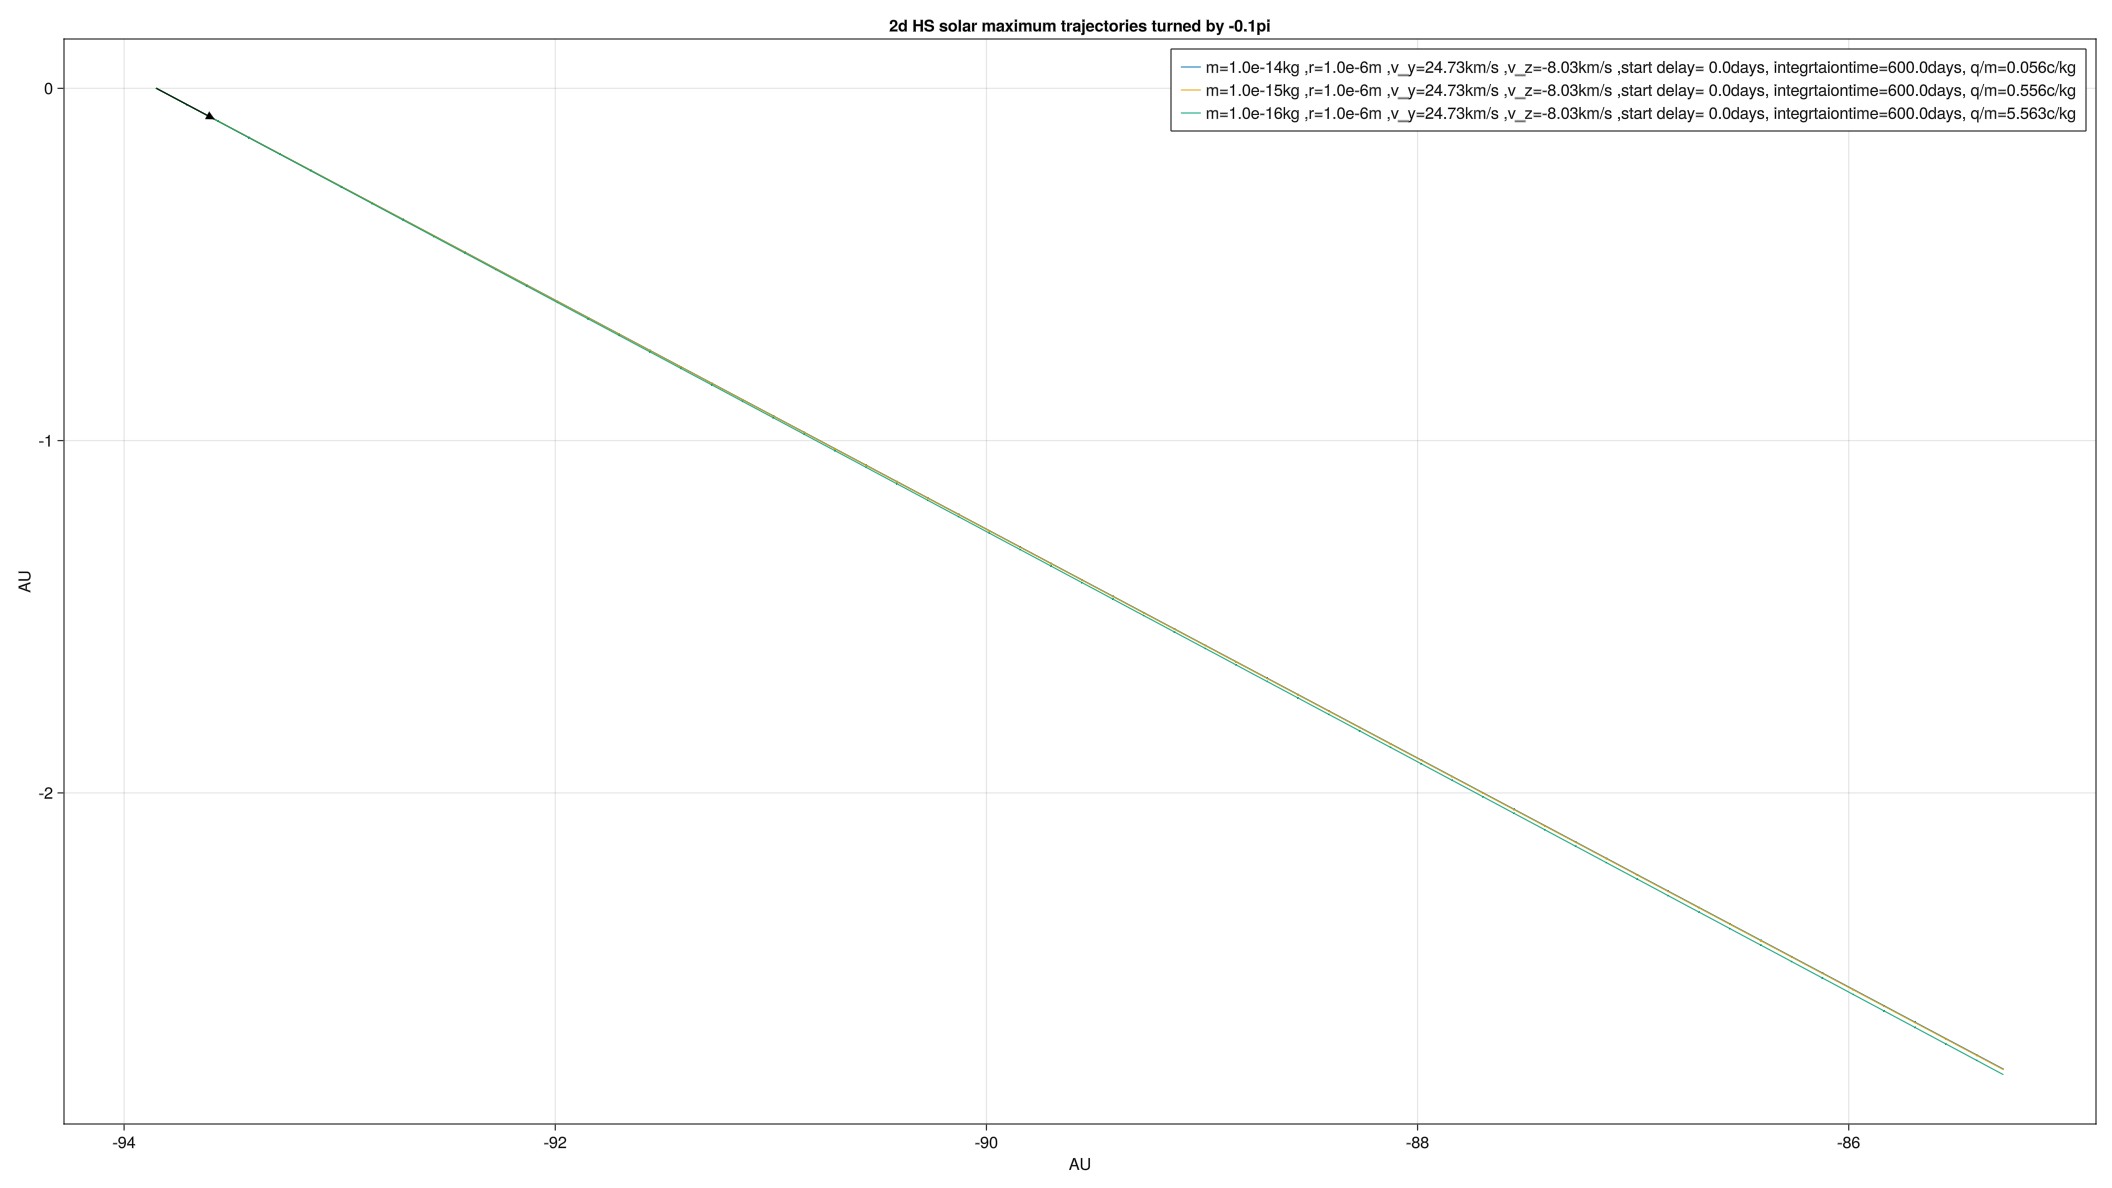 2d HS solar maximum trajectories turned by -0.1pi
m=1.0e-14kg ,r=1.0e-6m ,v_y=24.73km/s ,v_z=-8.03km/s ,start delay= 0.0days, integrtaiontime=600.0days, q/m=0.056c/kg
m=1.0e-15kg ,r=1.0e-6m ,v_y=24.73km/s ,v_z=-8.03km/s ,start delay= 0.0days, integrtaiontime=600.0days, q/m=0.556c/kg
m=1.0e-16kg ,r=1.0e-6m ,v_y=24.73km/s ,v_z=-8.03km/s ,start delay= 0.0days, integrtaiontime=600.0days, q/m=5.563c/kg
0
-1
-2
AU
-94
-92
-90
-88
-86
AU